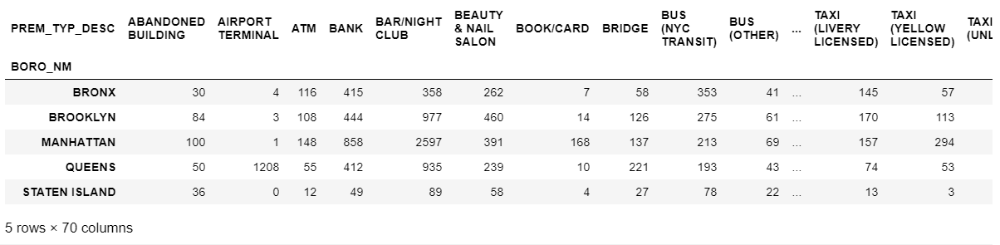 PREM_TYP_DESC ABANDONED BUILDING AIRPORT TERMINAL ATM BANK BAR/NIGHT CLUB BEAUTY & NAIL SALON BOOK/CARD BRIDGE BUS (NYC TRANSIT) BUS (OTHER) ... TAXI (LIVERY LICENSED) TAXI (YELLOW LICENSED) TAXI (UNL
BORO_NM
BRONX 30 4 116 415 358 262 7 58 353 41 ... 145 57
BROOKLYN 84 3 108 444 977 460 14 126 275 61 ... 170 113
MANHATTAN 100 1 148 858 2597 391 168 137 213 69 ... 157 294
QUEENS 50 1208 55 412 935 239 10 221 193 43 ... 74 53
STATEN ISLAND 36 0 12 49 89 58 4 27 78 22 ... 13 3
5 rows × 70 columns